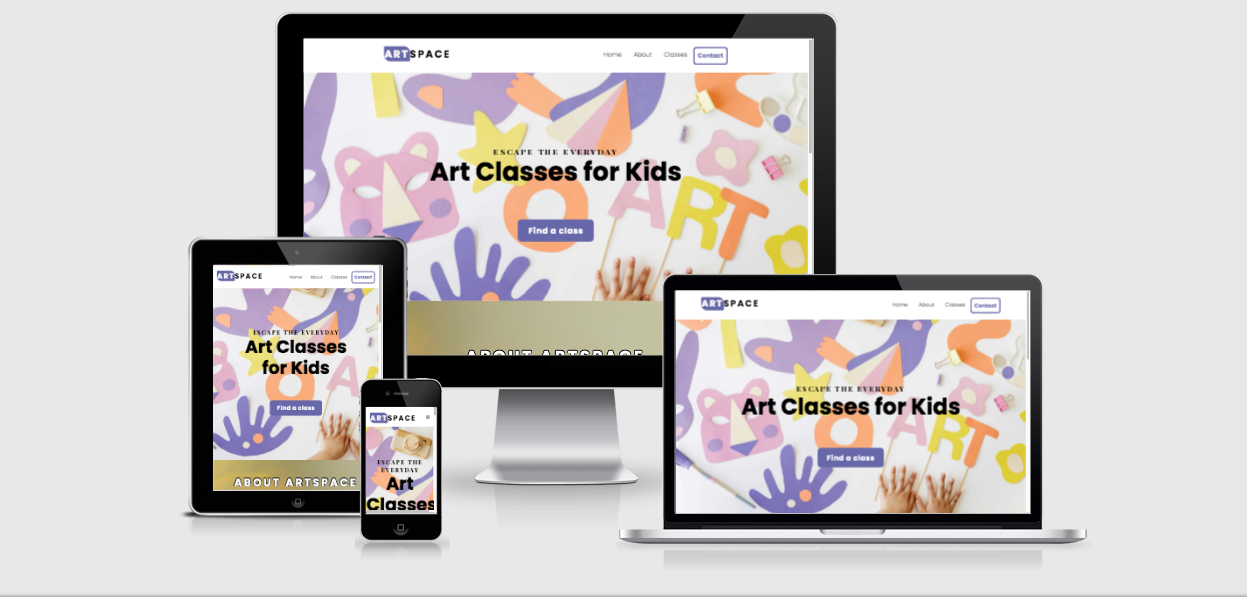 ARTSPACE
Home About Classes Contact
ESCAPE THE EVERYDAY
Art Classes for Kids
ART
Find a class
ABOUT ARTSPACE
ARTSPACE
Home About Classes Contact
ESCAPE THE EVERYDAY
Art Classes
for Kids
A
Find a class
ABOUT ARTSPACE
ARTSPACE
ESCAPE THE
EVERYDAY
Art
Classes
ARTSPACE
Home About Classes Contact
ESCAPE THE EVERYDAY
Art Classes for Kids
ART
Find a class